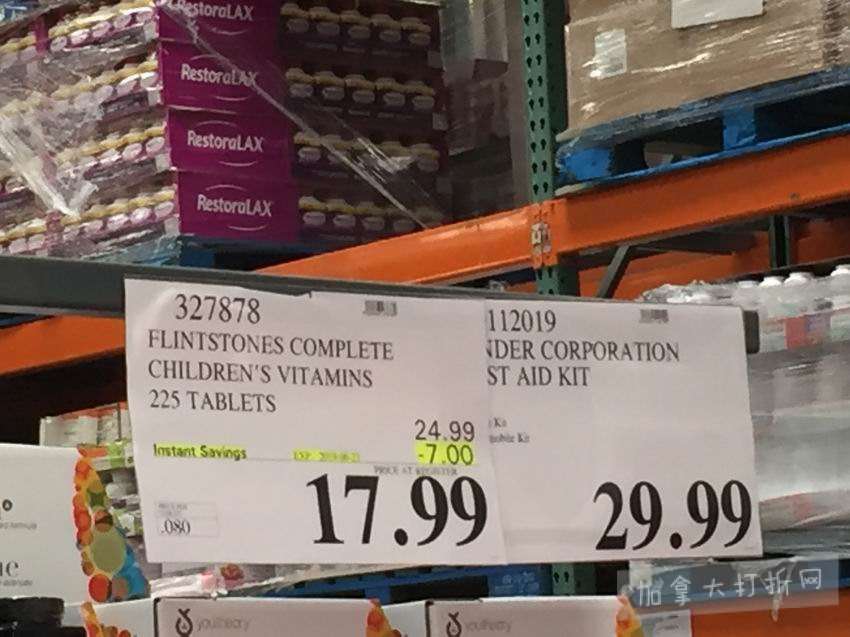 RestoraLAX
RestoraLAX
RestoraLAX
RestoraLAX
327878
FLINTSTONES COMPLETE
CHILDREN'S VITAMINS
225 TABLETS
24.99
Instant Savings
-7.00
PRICE AT REGISTER
17.99
.080
112019
NDER CORPORATION
ST AID KIT
Kit
29.99
youtheory
youtheory
加拿大打折网